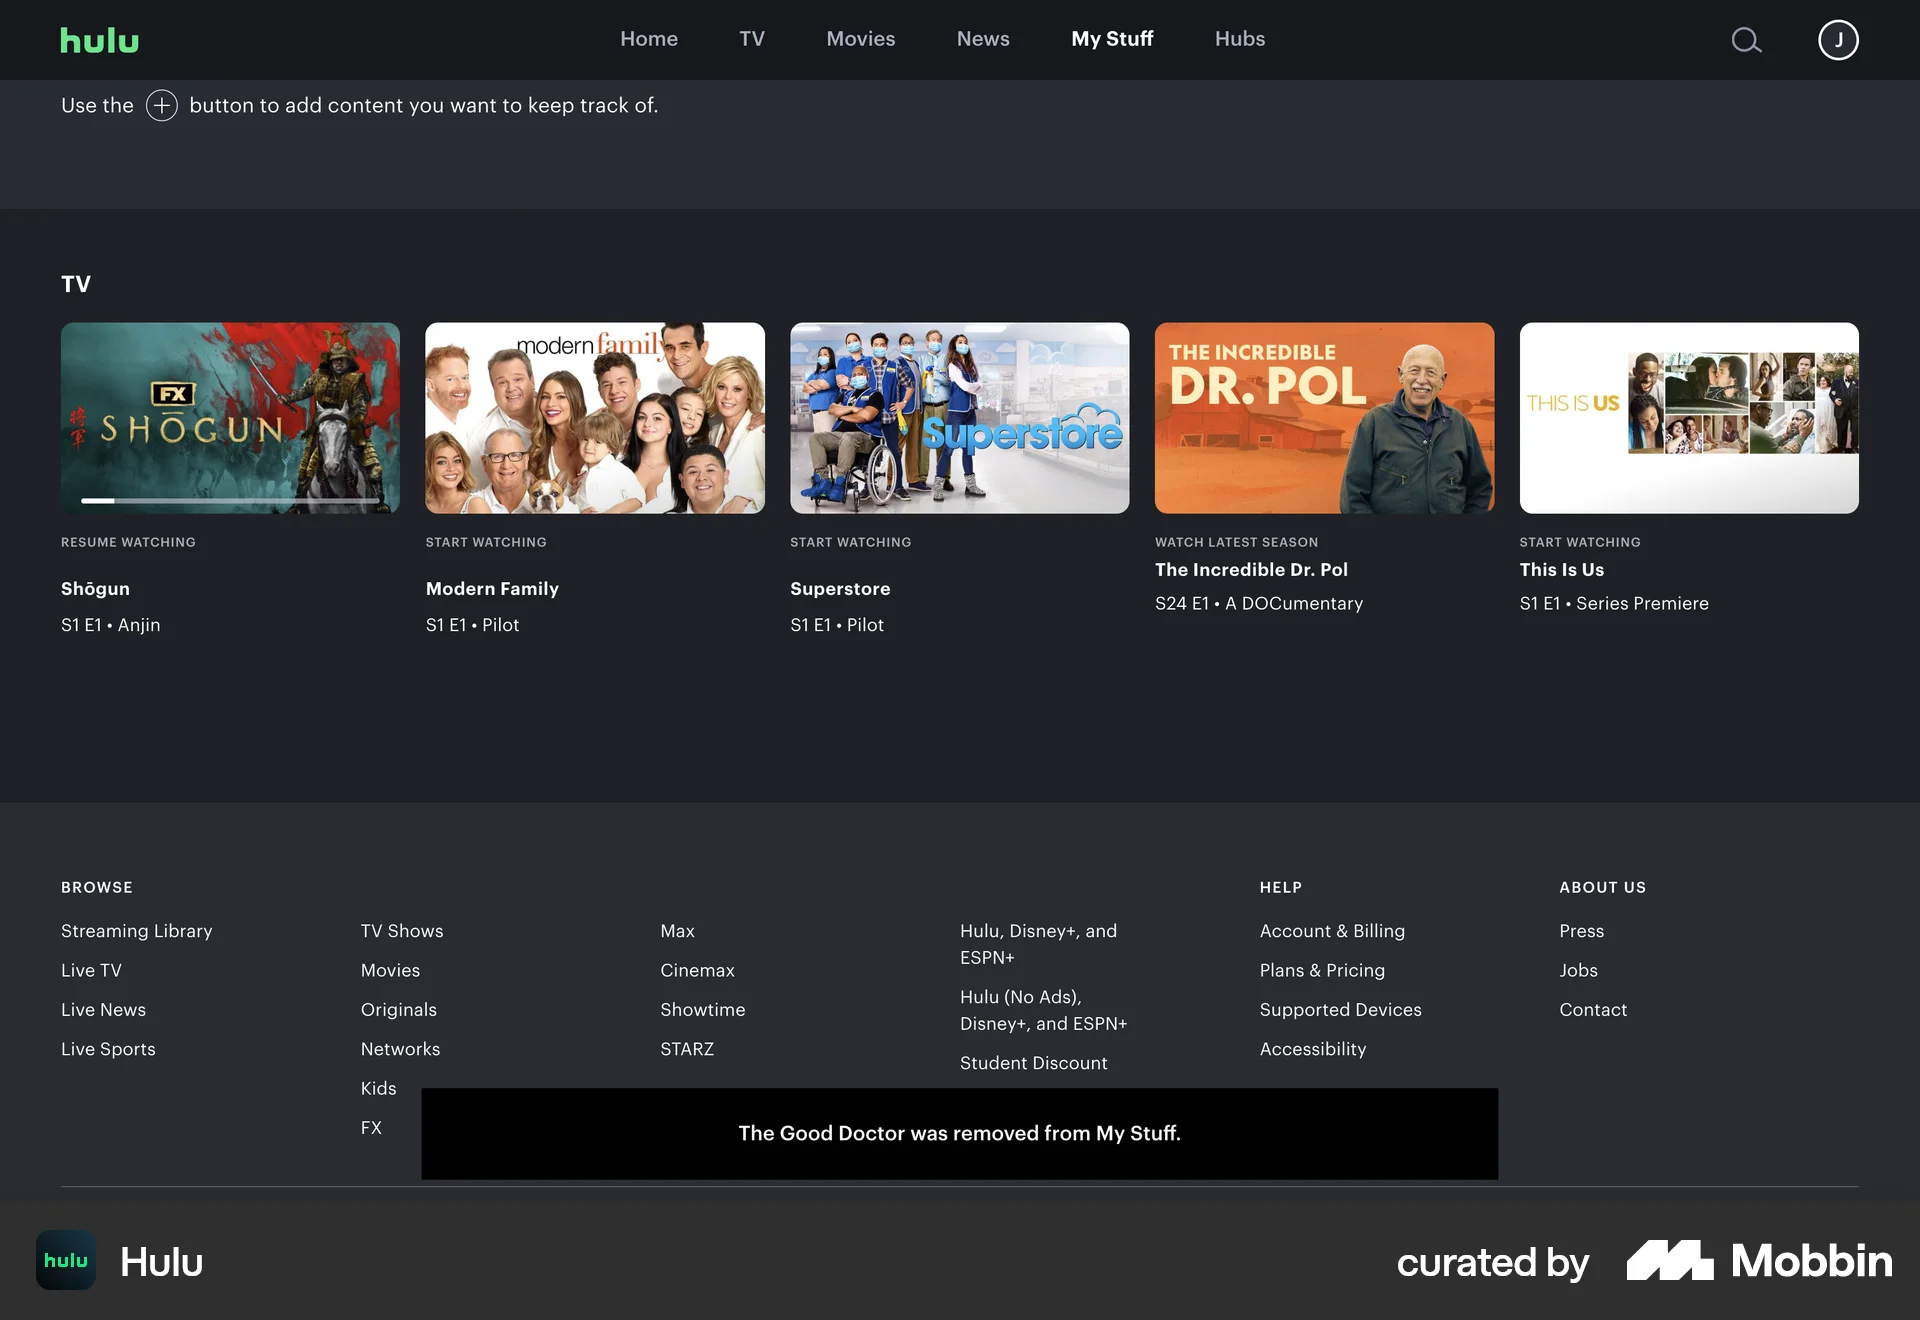 hulu
Home
TV
Movies
News
My Stuff
Hubs
J
Use the + button to add content you want to keep track of.
TV
FX
将軍
SHŌGUN
modern family
Superstore
THE INCREDIBLE
DR. POL
THIS IS US
RESUME WATCHING
Shōgun
S1 E1 • Anjin
START WATCHING
Modern Family
S1 E1 • Pilot
START WATCHING
Superstore
S1 E1 • Pilot
WATCH LATEST SEASON
The Incredible Dr. Pol
S24 E1 • A DOCumentary
START WATCHING
This Is Us
S1 E1 • Series Premiere
BROWSE
Streaming Library
Live TV
Live News
Live Sports
TV Shows
Movies
Originals
Networks
Kids
FX
Max
Cinemax
Showtime
STARZ
Hulu, Disney+, and
ESPN+
Hulu (No Ads),
Disney+, and ESPN+
Student Discount
HELP
Account & Billing
Plans & Pricing
Supported Devices
Accessibility
ABOUT US
Press
Jobs
Contact
The Good Doctor was removed from My Stuff.
hulu
Hulu
curated by
Mobbin